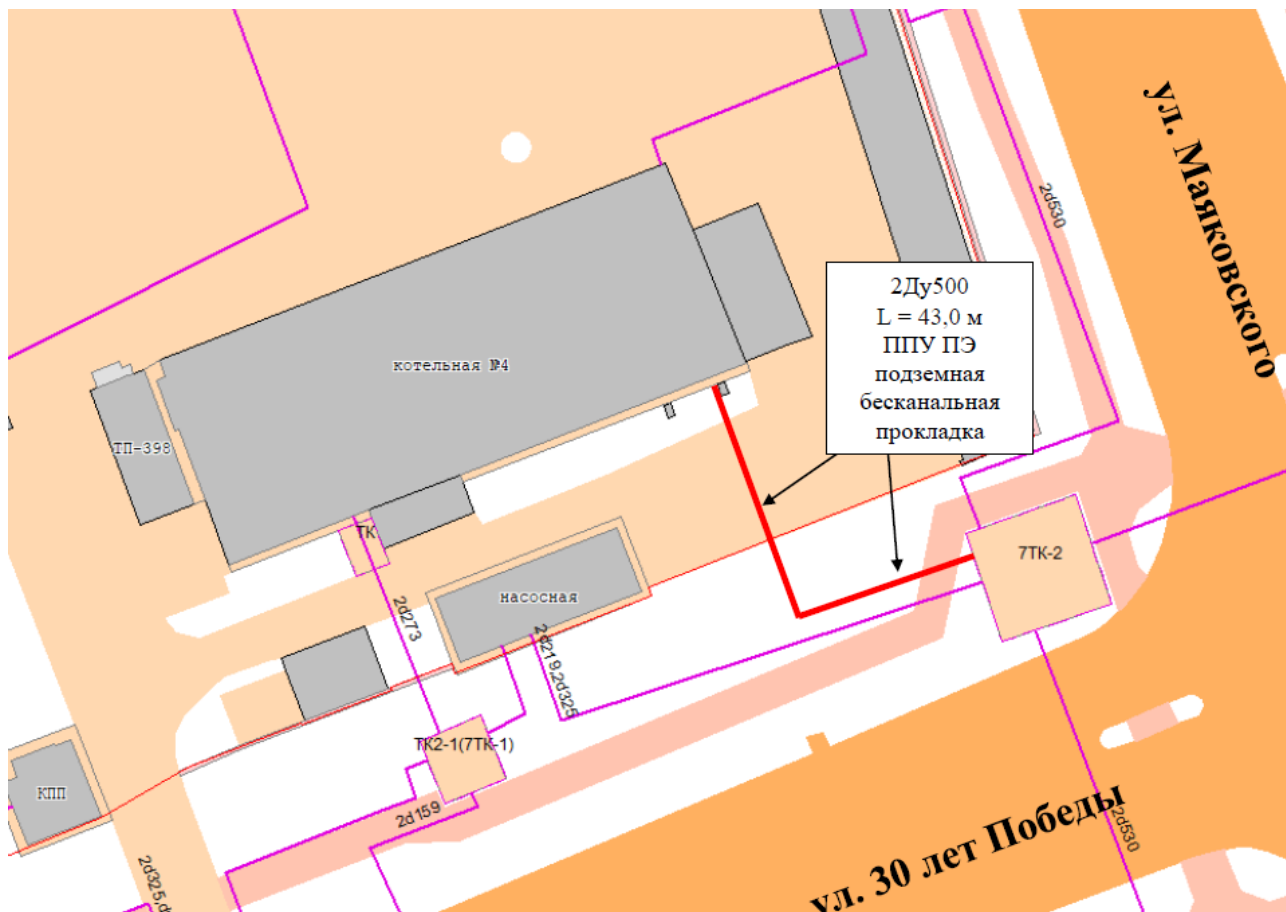 ул. Маяковского
2d530
2Ду500
L = 43,0 м
ППУ ПЭ
подземная
бесканальная
прокладка
котельная №4
ТП-398
ТК
7ТК-2
насосная
2d273
2d219,2d325
ТК2-1(7ТК-1)
КПП
2d159
ул. 30 лет Победы
2d530
2d325,d